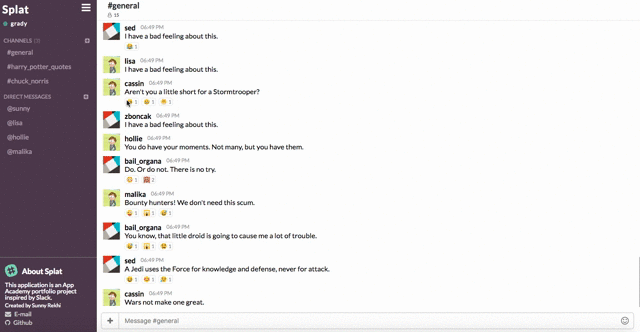 Splat
grady
CHANNELS (3)
#general
#harry_potter_quotes
#chuck_norris
DIRECT MESSAGES
@sunny
@lisa
@hollie
@malika
About Splat
This application is an App
Academy portfolio project
inspired by Slack.
Created by Sunny Rekhi
E-mail
Github
#general
15
sed 06:49 PM
I have a bad feeling about this.
1
lisa 06:49 PM
I have a bad feeling about this.
cassin 06:49 PM
Aren't you a little short for a Stormtrooper?
1 1 1
zboncak 06:49 PM
I have a bad feeling about this.
hollie 06:49 PM
You do have your moments. Not many, but you have them.
bail_organa 06:49 PM
Do. Or do not. There is no try.
1 2
malika 06:49 PM
Bounty hunters! We don't need this scum.
1 1 1
bail_organa 06:49 PM
You know, that little droid is going to cause me a lot of trouble.
1 1 1
sed 06:49 PM
A Jedi uses the Force for knowledge and defense, never for attack.
1 1 1
cassin 06:49 PM
Wars not make one great.
+ Message #general